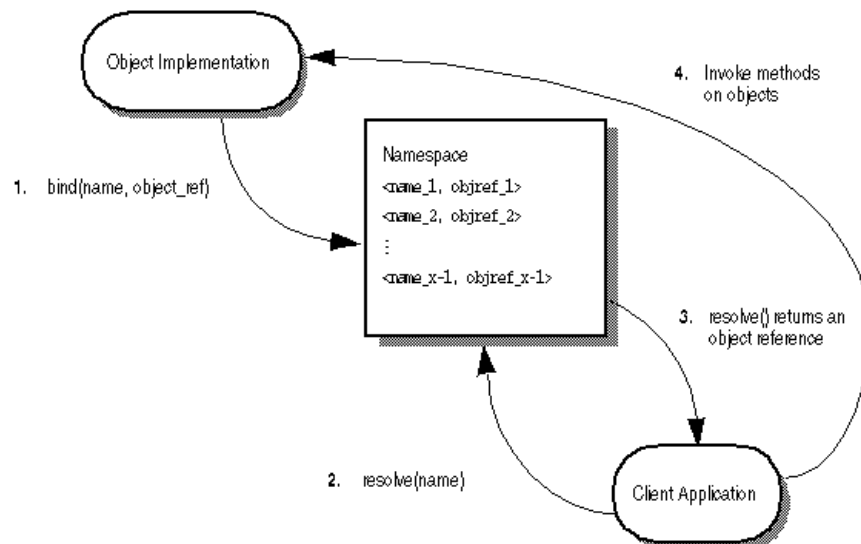 Object Implementation
4. Invoke methods
on objects
Namespace
<name_1, objref_1>
<name_2, objref_2>
⋮
<name_x-1, objref_x-1>
1. bind(name, object_ref)
3. resolve() returns an
object reference
2. resolve(name)
Client Application